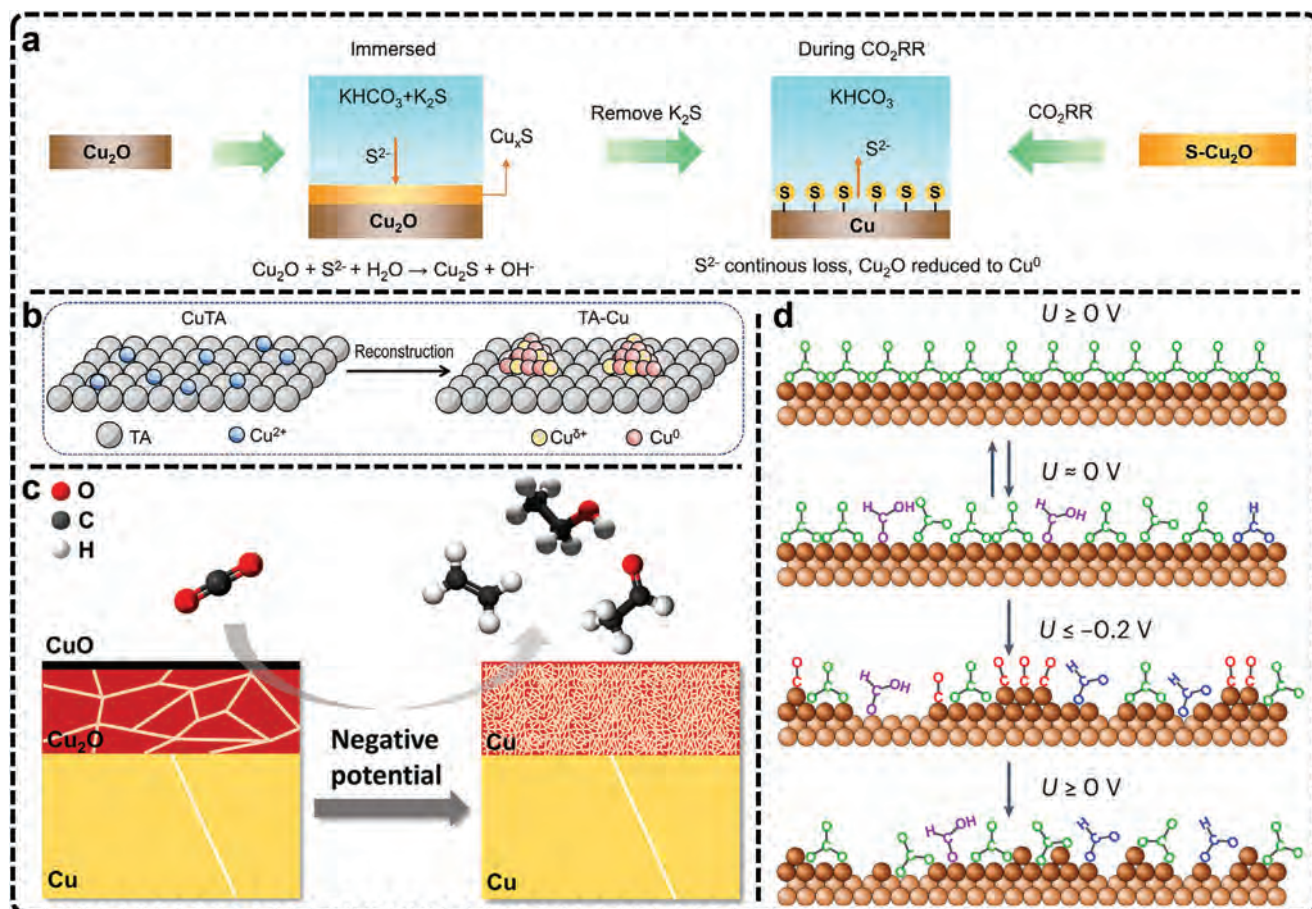 a
Immersed
During CO₂RR
KHCO₃+K₂S
KHCO₃
Remove K₂S
CO₂RR
Cu₂O
S²⁻
CuₓS
S²⁻
S-Cu₂O
S S S S S S
Cu₂O
Cu
Cu₂O + S²⁻ + H₂O → Cu₂S + OH⁻
S²⁻ continous loss, Cu₂O reduced to Cu⁰
b
CuTA
TA-Cu
Reconstruction
TA
Cu²⁺
Cu^δ⁺
Cu⁰
c
O
C
H
CuO
Cu₂O
Cu
Negative
potential
Cu
Cu
d
U ≥ 0 V
U ≈ 0 V
U ≤ −0.2 V
U ≥ 0 V